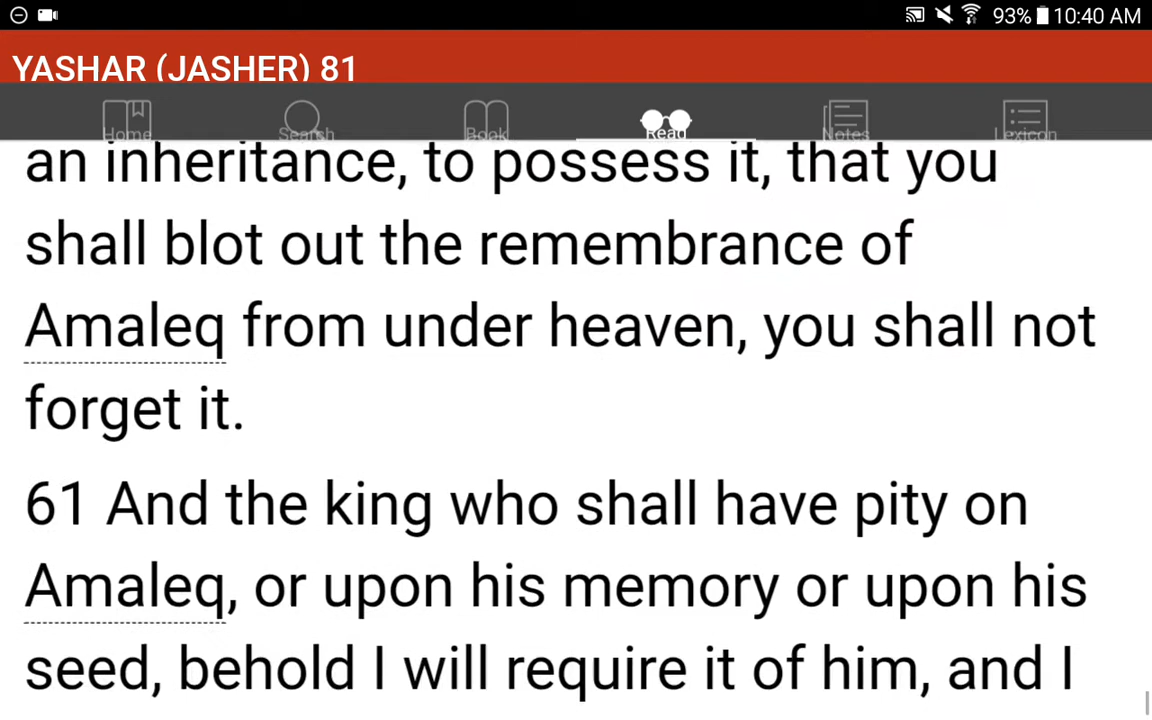 93% 10:40 AM
YASHAR (JASHER) 81
Home Search Book Read Notes Lexicon
an inheritance, to possess it, that you
shall blot out the remembrance of
Amaleq from under heaven, you shall not
forget it.
61 And the king who shall have pity on
Amaleq, or upon his memory or upon his
seed, behold I will require it of him, and I